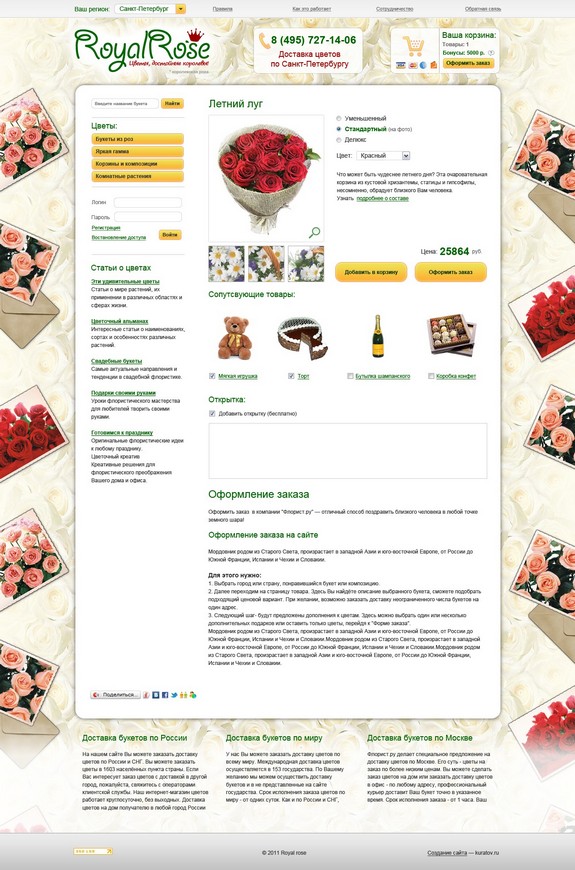 Ваш регион: Санкт-Петербург
Правила
Как это работает
Сотрудничество
Обратная связь
RoyalRose
Цветы, достойные королевы
* королевская роза
8 (495) 727-14-06
Доставка цветов
по Санкт-Петербургу
Ваша корзина:
Товары: 1
Бонусы: 5000 р.
Оформить заказ
Введите название букета
Найти
Цветы:
Букеты из роз
Яркая гамма
Корзины и композиции
Комнатные растения
Логин
Пароль
Регистрация
Восстановление доступа
Войти
Статьи о цветах
Эти удивительные цветы
Статьи о мире растений, их
применении в различных областях и
сферах жизни.
Цветочный альманах
Интересные статьи о наименованиях,
сортах и особенностях различных
растений.
Свадебные букеты
Самые актуальные направления и
тенденции в свадебной флористике.
Подарки своими руками
Уроки флористического мастерства
для любителей творить своими
руками.
Готовимся к празднику
Оригинальные флористические идеи
к любому празднику.
Цветочный креатив
Креативные решения для
флористического преображения
Вашего дома и офиса.
Поделиться...
Летний луг
Уменьшенный
Стандартный (на фото)
Делюкс
Цвет: Красный
Что может быть чудеснее летнего дня? Эта очаровательная
корзина из кустовой хризантемы, статицы и гипсофилы,
несомненно, обрадует близкого Вам человека.
Узнать подробнее о составе
Цена: 25864 руб.
Добавить в корзину
Оформить заказ
Сопутсвующие товары:
Мягкая игрушка
Торт
Бутылка шампанского
Коробка конфет
Открытка:
Добавить открытку (бесплатно)
Оформление заказа
Оформить заказ в компании "Флорист.ру" — отличный способ поздравить близкого человека в любой точке
земного шара!
Оформление заказа на сайте
Мордовник родом из Старого Света, произрастает в западной Азии и юго-восточной Европе, от России до
Южной Франции, Испании и Чехии и Словакии.
Для этого нужно:
1. Выбрать город или страну, понравившийся букет или композицию.
2. Далее переходим на страницу товара. Здесь Вы найдёте описание выбранного букета, сможете подобрать
подходящий ценовой вариант. При желании, возможно заказать доставку неограниченного числа букетов на
один адрес.
3. Следующий шаг- будут предложены дополнения к цветам. Здесь можно выбрать один или несколько
дополнительных подарков или оставить только цветы, перейдя к "Форме заказа".
Мордовник родом из Старого Света, произрастает в западной Азии и юго-восточной Европе, от России до
Южной Франции, Испании и Чехии и Словакии.Мордовник родом из Старого Света, произрастает в западной
Азии и юго-восточной Европе, от России до Южной Франции, Испании и Чехии и Словакии.Мордовник родом
из Старого Света, произрастает в западной Азии и юго-восточной Европе, от России до Южной Франции,
Испании и Чехии и Словакии.
Доставка букетов по России
На нашем сайте Вы можете заказать доставку
цветов по России и СНГ. Вы можете заказать
цветы в 1603 населённых пункта страны. Если
Вас интересует заказ цветов с доставкой в другой
город, пожалуйста, свяжитесь с операторами
клиентской службы. Наш интернет-магазин цветов
работает круглосуточно, без выходных. Доставка
цветов на дом получателю в любой город России
Доставка букетов по миру
У нас Вы можете заказать доставку цветов по
всему миру. Международная доставка цветов
осуществляется в 153 государства. По Вашему
желанию мы можем осуществить доставку
букетов и в не представленные на сайте
государства. Срок исполнения заказа цветов по
миру - от одних суток. Как и по России и СНГ,
Доставка букетов по Москве
Флорист.ру делает специальное предложение на
доставку цветов по Москве. Его суть - цветы на
заказ по более низким ценам. Вы можете сделать
заказ цветов на дом или заказать доставку цветов
в офис - по любому адресу, профессиональный
курьер доставит Ваш букет точно в указанное
время. Срок исполнения заказа - от 1 часа. Ваш
© 2011 Royal rose
Создание сайта — kuratov.ru